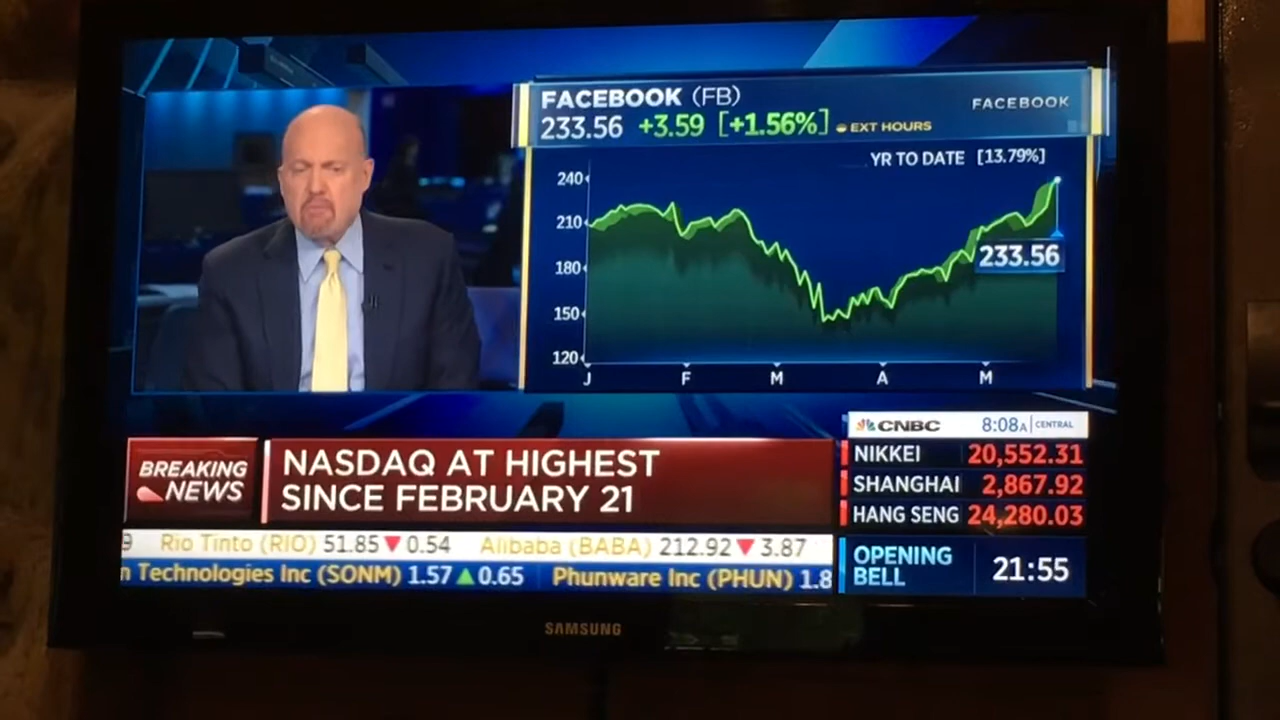 FACEBOOK (FB)
FACEBOOK
233.56 +3.59 [+1.56%] EXT HOURS
YR TO DATE [13.79%]
240
210
180
150
120
233.56
J F M A M
CNBC 8:08A CENTRAL
BREAKING NEWS
NASDAQ AT HIGHEST
SINCE FEBRUARY 21
NIKKEI 20,552.31
SHANGHAI 2,867.92
HANG SENG 24,280.03
9 Rio Tinto (RIO) 51.85▼0.54 Alibaba (BABA) 212.92▼3.87
n Technologies Inc (SONM) 1.57▲0.65 Phunware Inc (PHUN) 1.8
OPENING
BELL
21:55
SAMSUNG